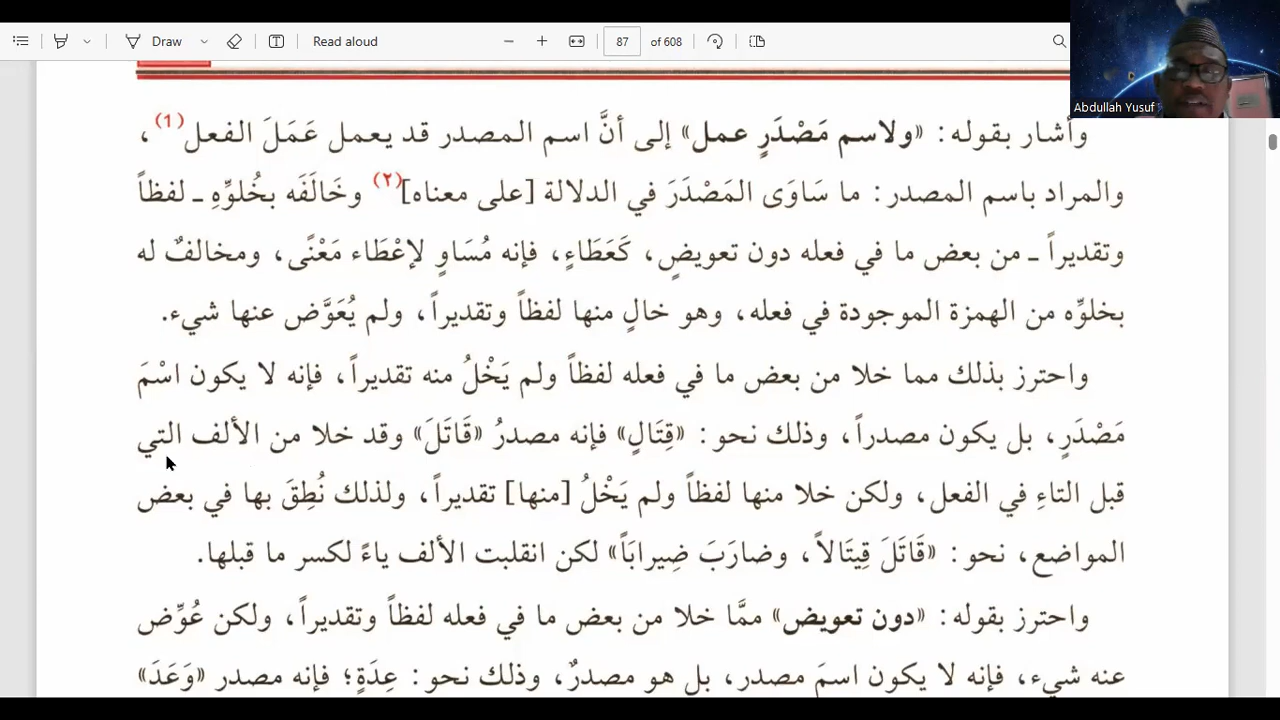 Draw
Read aloud
87
of 608
Abdullah Yusuf
وأشار بقوله: «ولاسم مَصْدَرٍ عمل» إلى أنَّ اسم المصدر قد يعمل عَمَلَ الفعل(1)،
والمراد باسم المصدر: ما سَاوَى المَصْدَرَ في الدلالة [على معناه](٢) وخَالَفَه بخُلوِّهِ ـ لفظاً
وتقديراً ـ من بعض ما في فعله دون تعويضٍ، كَعَطَاءٍ، فإنه مُسَاوٍ لإعْطَاء مَعْنًى، ومخالفٌ له
بخلوِّه من الهمزة الموجودة في فعله، وهو خالٍ منها لفظاً وتقديراً، ولم يُعَوَّض عنها شيء.
واحترز بذلك مما خلا من بعض ما في فعله لفظاً ولم يَخْلُ منه تقديراً، فإنه لا يكون اسْمَ
مَصْدَرٍ، بل يكون مصدراً، وذلك نحو: «قِتَالٍ» فإنه مصدرُ «قَاتَلَ» وقد خلا من الألف التي
قبل التاءِ في الفعل، ولكن خلا منها لفظاً ولم يَخْلُ [منها] تقديراً، ولذلك نُطِقَ بها في بعض
المواضع، نحو: «قَاتَلَ قِيتَالاً، وضارَبَ ضِيرابَاً» لكن انقلبت الألف ياءً لكسر ما قبلها.
واحترز بقوله: «دون تعويض» ممَّا خلا من بعض ما في فعله لفظاً وتقديراً، ولكن عُوِّض
عنه شيء، فإنه لا يكون اسمَ مصدر، بل هو مصدرٌ، وذلك نحو: عِدَةٍ؛ فإنه مصدر «وَعَدَ»